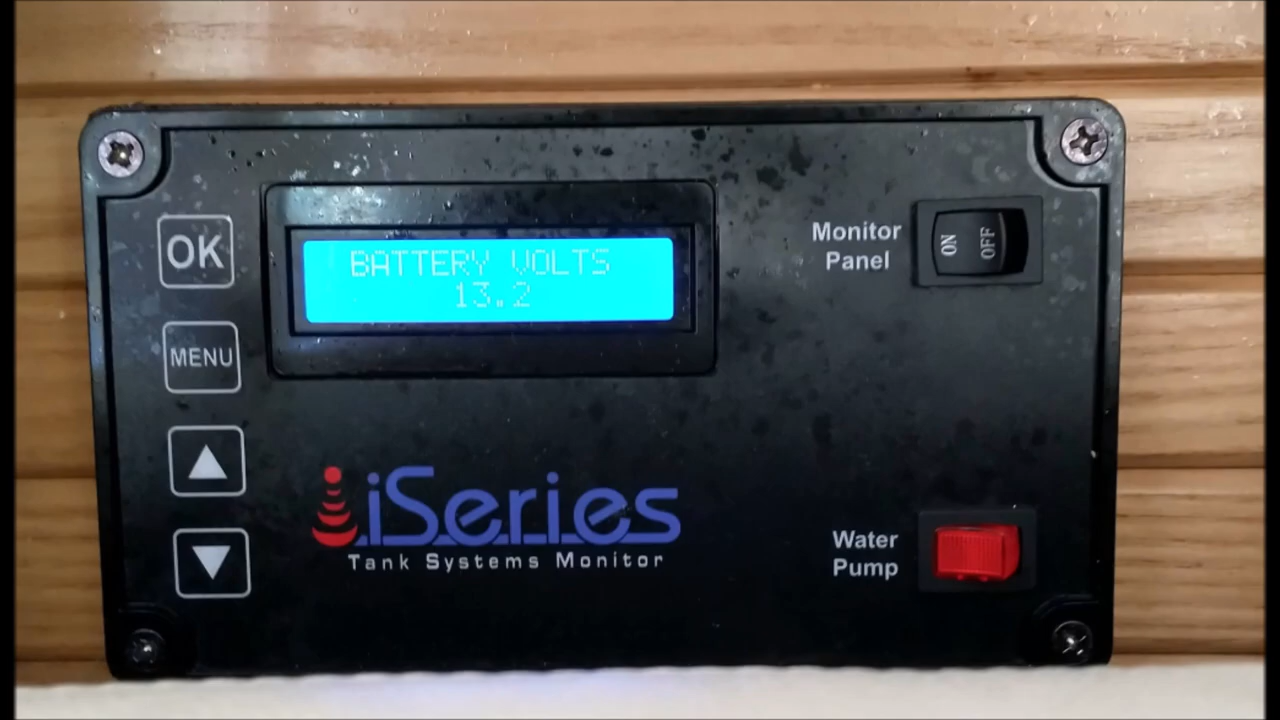 OK
MENU
BATTERY VOLTS
13.2
Monitor
Panel
ON
OFF
iSeries
Tank Systems Monitor
Water
Pump